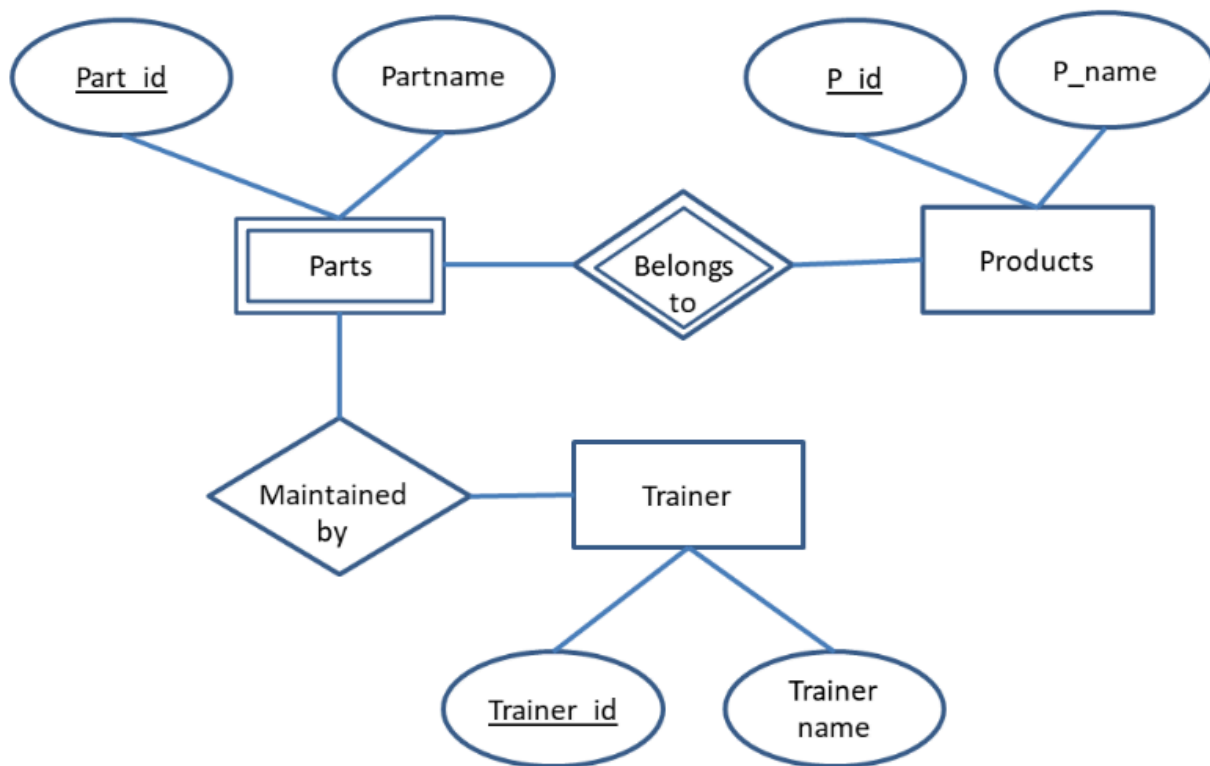 Part_id
Partname
P_id
P_name
Parts
Belongs
to
Products
Maintained
by
Trainer
Trainer_id
Trainer
name